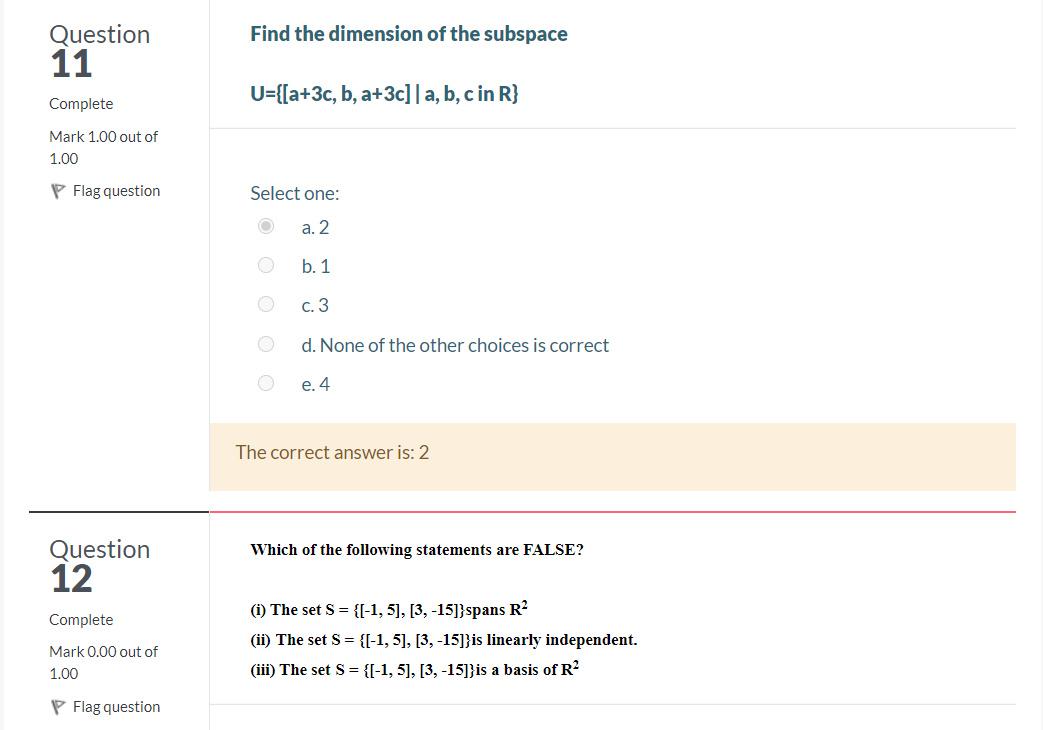 Question
11
Complete
Mark 1.00 out of
1.00
Flag question
Find the dimension of the subspace
U={[a+3c, b, a+3c] | a, b, c in R}
Select one:
a. 2
b. 1
c. 3
d. None of the other choices is correct
e. 4
The correct answer is: 2
Question
12
Complete
Mark 0.00 out of
1.00
Flag question
Which of the following statements are FALSE?
(i) The set S = {[-1, 5], [3, -15]}spans R²
(ii) The set S = {[-1, 5], [3, -15]}is linearly independent.
(iii) The set S = {[-1, 5], [3, -15]}is a basis of R²